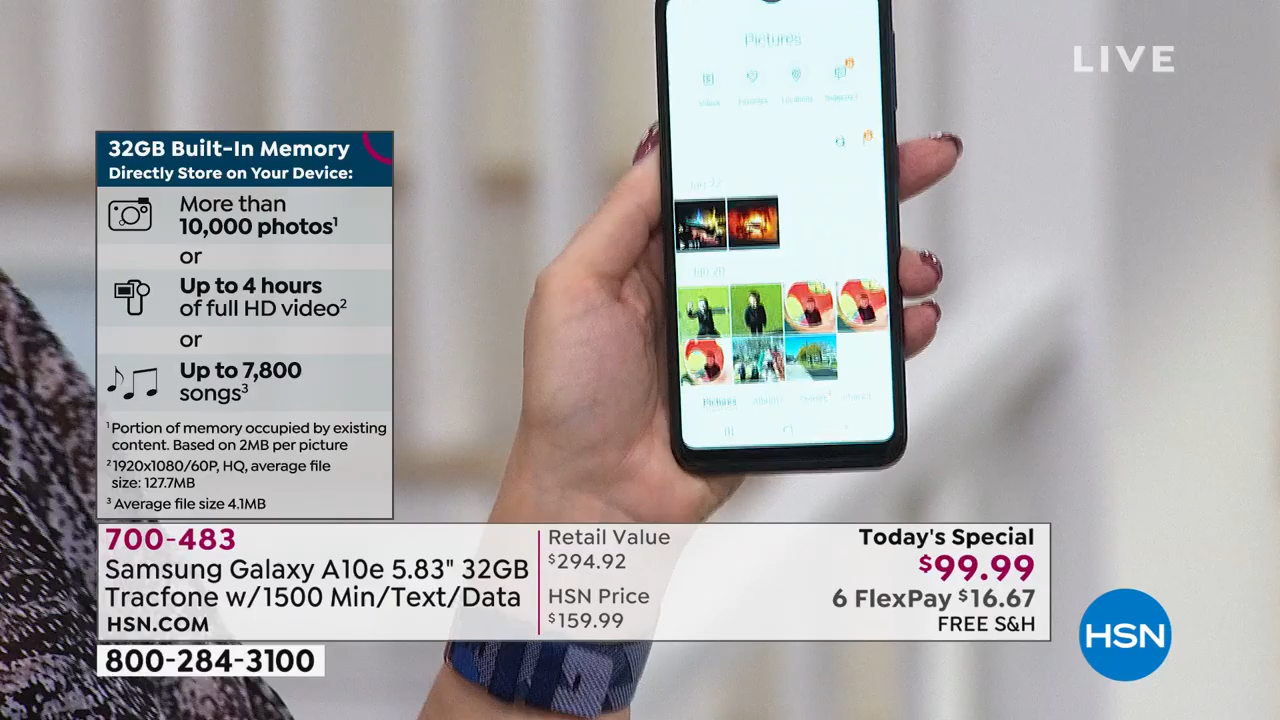 LIVE
32GB Built-In Memory
Directly Store on Your Device:
More than
10,000 photos¹
or
Up to 4 hours
of full HD video²
or
Up to 7,800
songs³
¹ Portion of memory occupied by existing
content. Based on 2MB per picture
² 1920x1080/60P, HQ, average file
size: 127.7MB
³ Average file size 4.1MB
Pictures
Jan 20
Pictures
700-483
Samsung Galaxy A10e 5.83" 32GB
Tracfone w/1500 Min/Text/Data
HSN.COM
Retail Value
$294.92
HSN Price
$159.99
Today's Special
$99.99
6 FlexPay $16.67
FREE S&H
800-284-3100
HSN